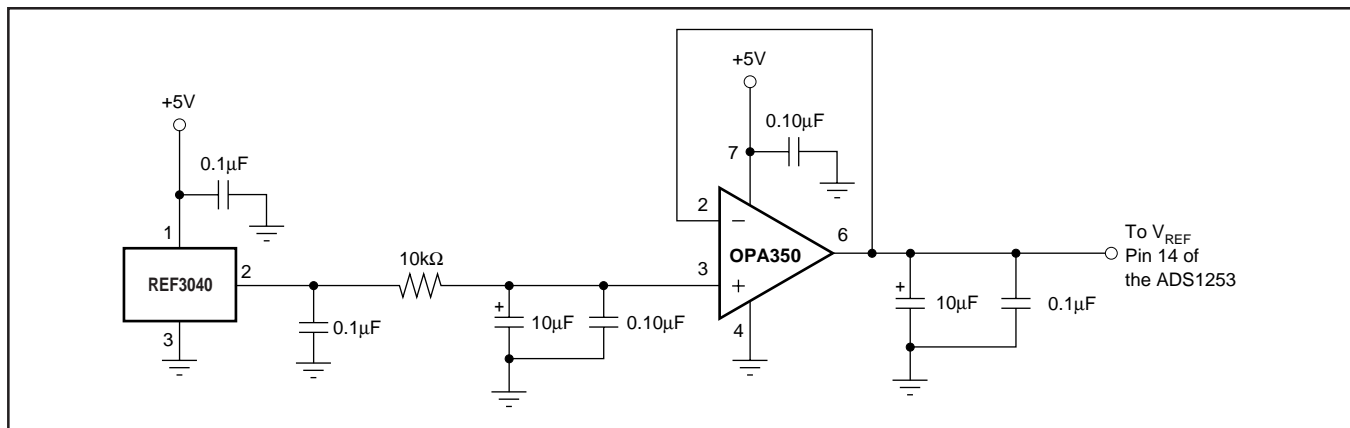 +5V
0.1µF
1
REF3040
2
3
0.1µF
10kΩ
+
10µF
0.10µF
+5V
0.10µF
7
2
−
OPA350
6
3
+
4
+
10µF
0.1µF
To VREF
Pin 14 of
the ADS1253